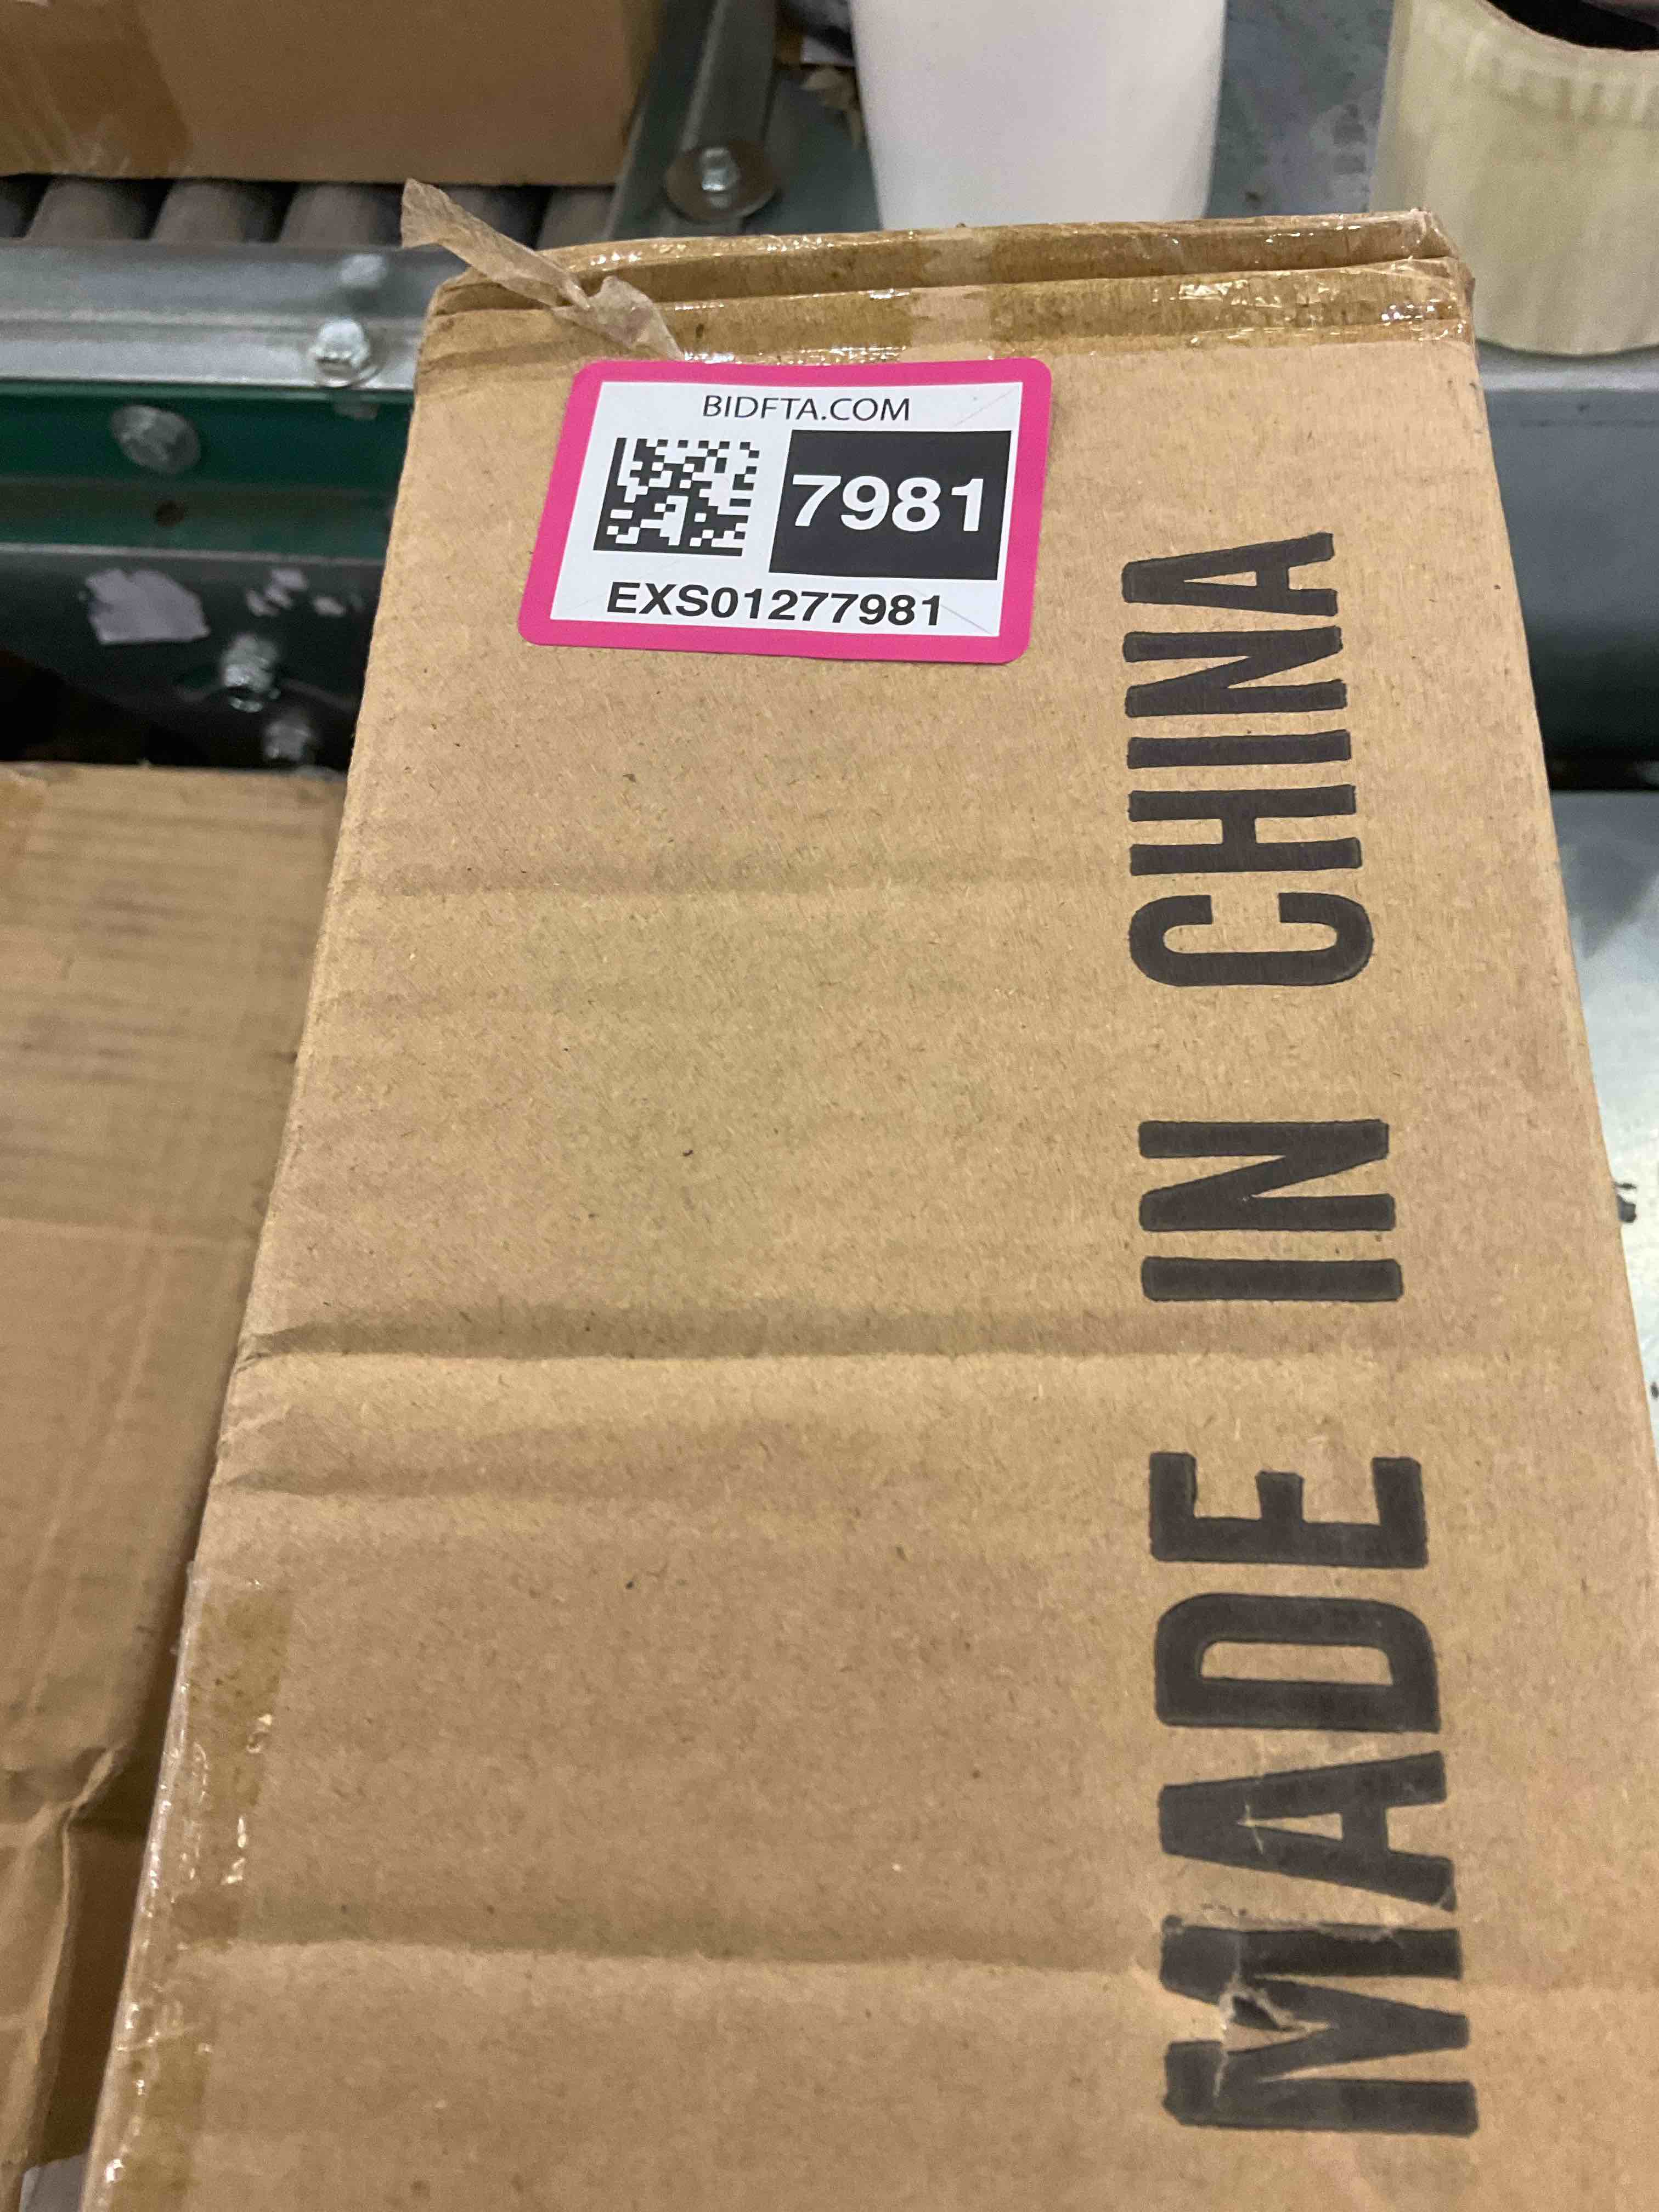 BIDFTA.COM
7981
EXS01277981
MADE IN CHINA